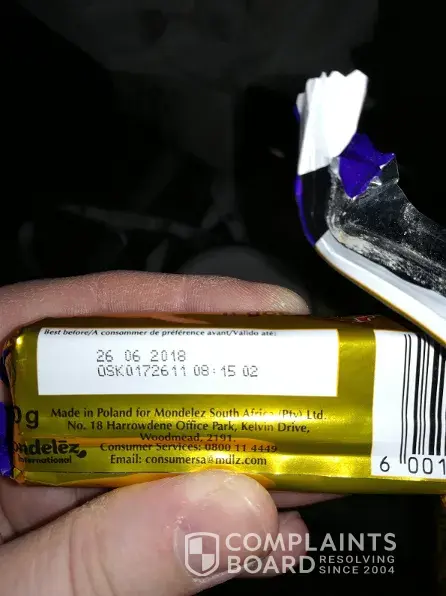 Best before/A consommer de préférence avant/Válido até:
26 06 2018
OSK0172611 08:15 02
g
Made in Poland for Mondelez South Africa (Pty) Ltd.
No. 18 Harrowdene Office Park, Kelvin Drive,
Woodmead, 2191.
Consumer Services: 0800 11 4449
Email: consumersa@mdlz.com
Mondelēz
International
6 001
COMPLAINTS
BOARD RESOLVING
SINCE 2004